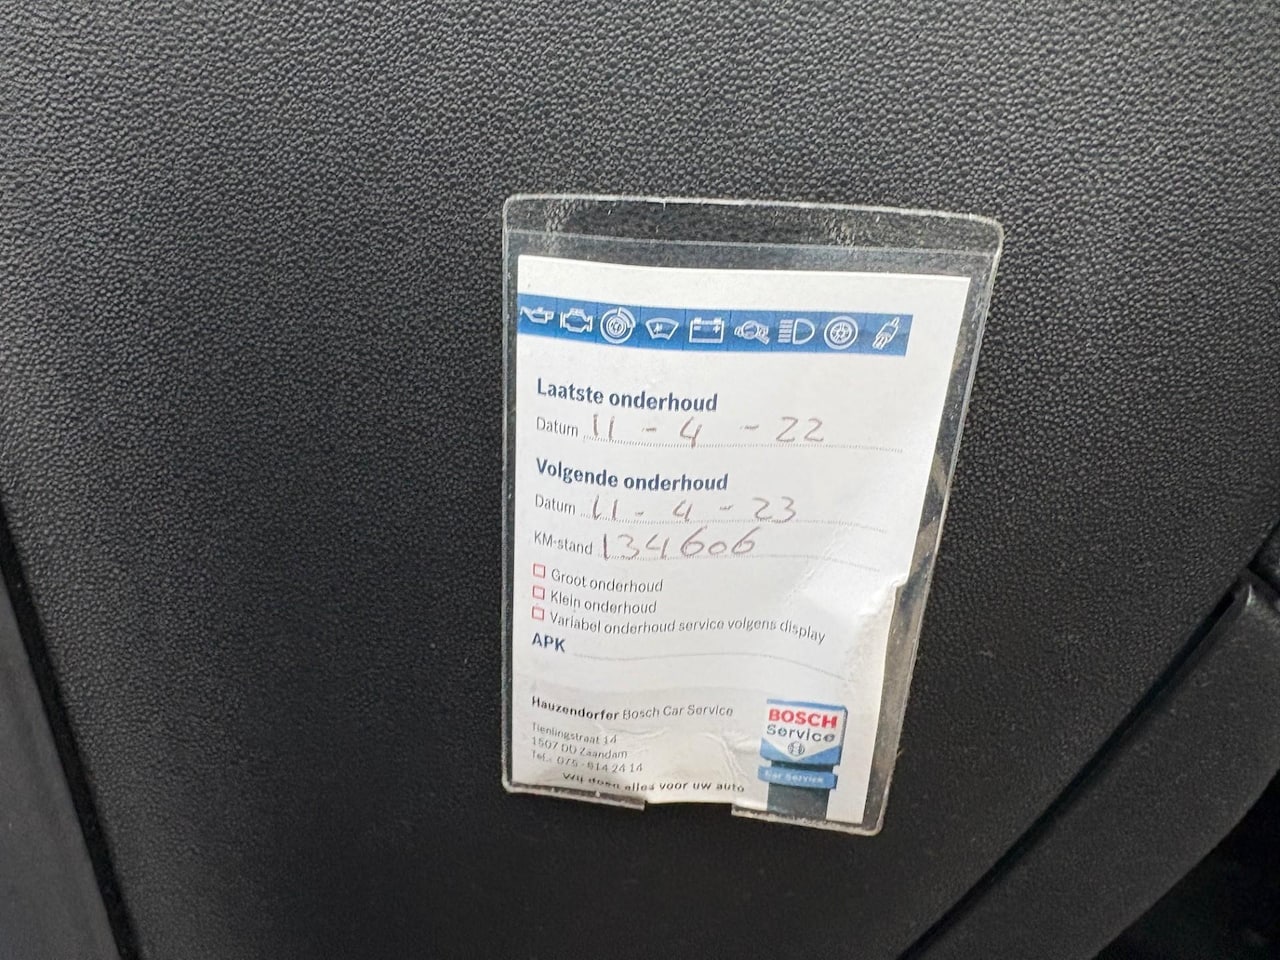 Laatste onderhoud
Datum 11 - 4 - 22
Volgende onderhoud
Datum 11 - 4 - 23
KM-stand 134606
Groot onderhoud
Klein onderhoud
Variabel onderhoud service volgens display
APK
Hauzendorfer Bosch Car Service
Tienlingstraat 14
1507 DD Zaandam
Tel.: 075 - 614 24 14
Wij doen alles voor uw auto
BOSCH
Service
Car Service